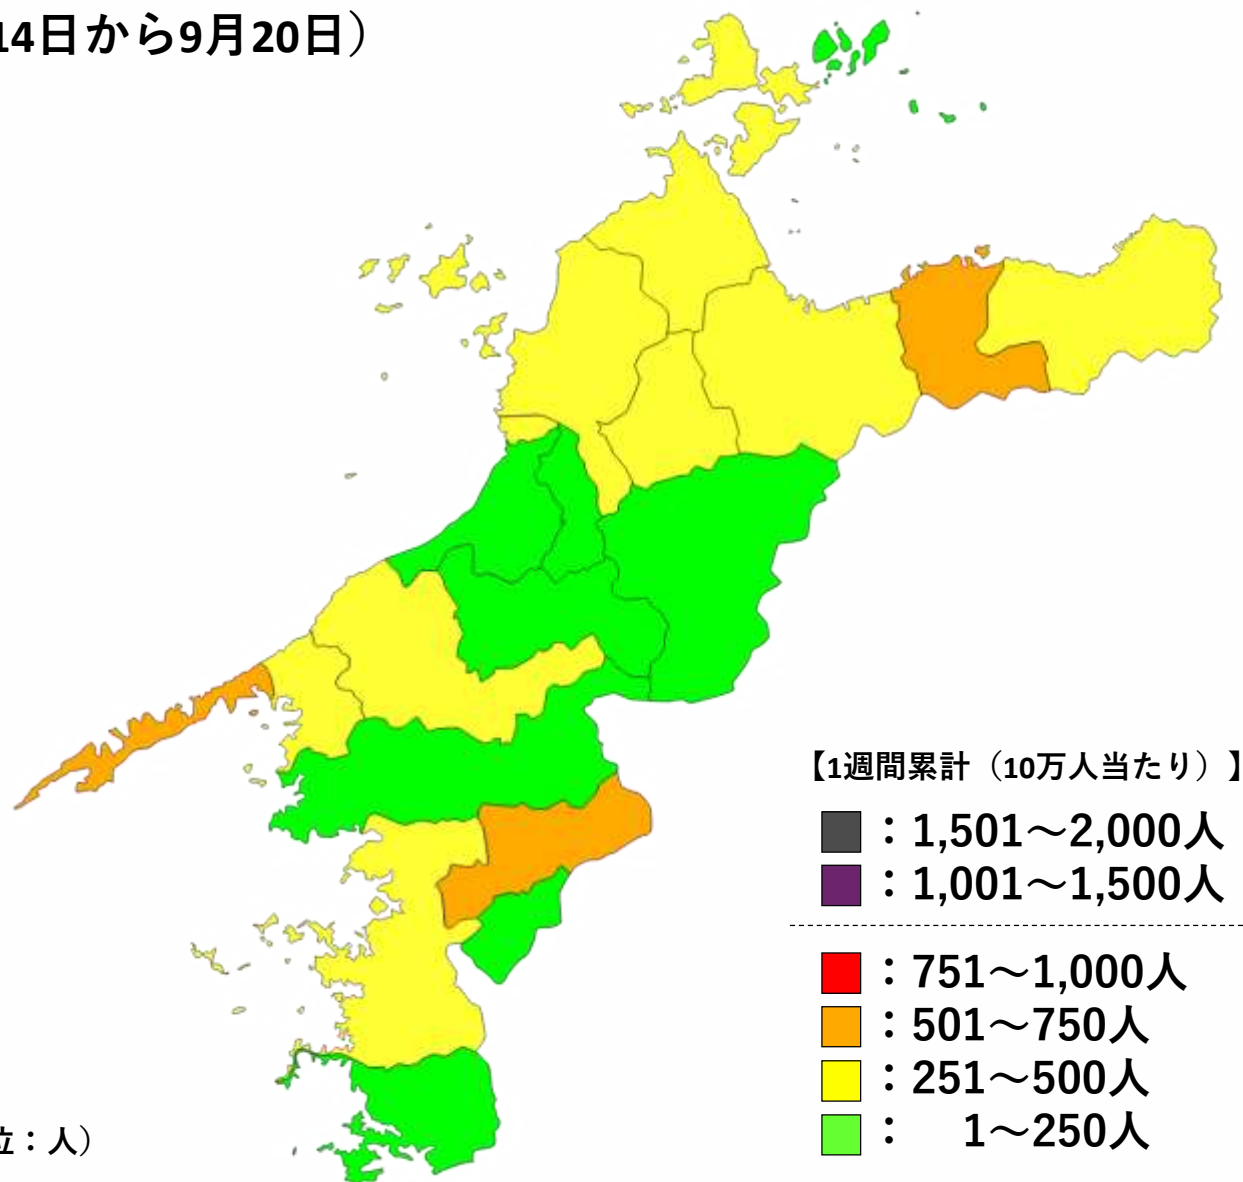 14日から9月20日）
【1週間累計（10万人当たり）】
：1,501～2,000人
：1,001～1,500人
：751～1,000人
：501～750人
：251～500人
：　1～250人
位：人）